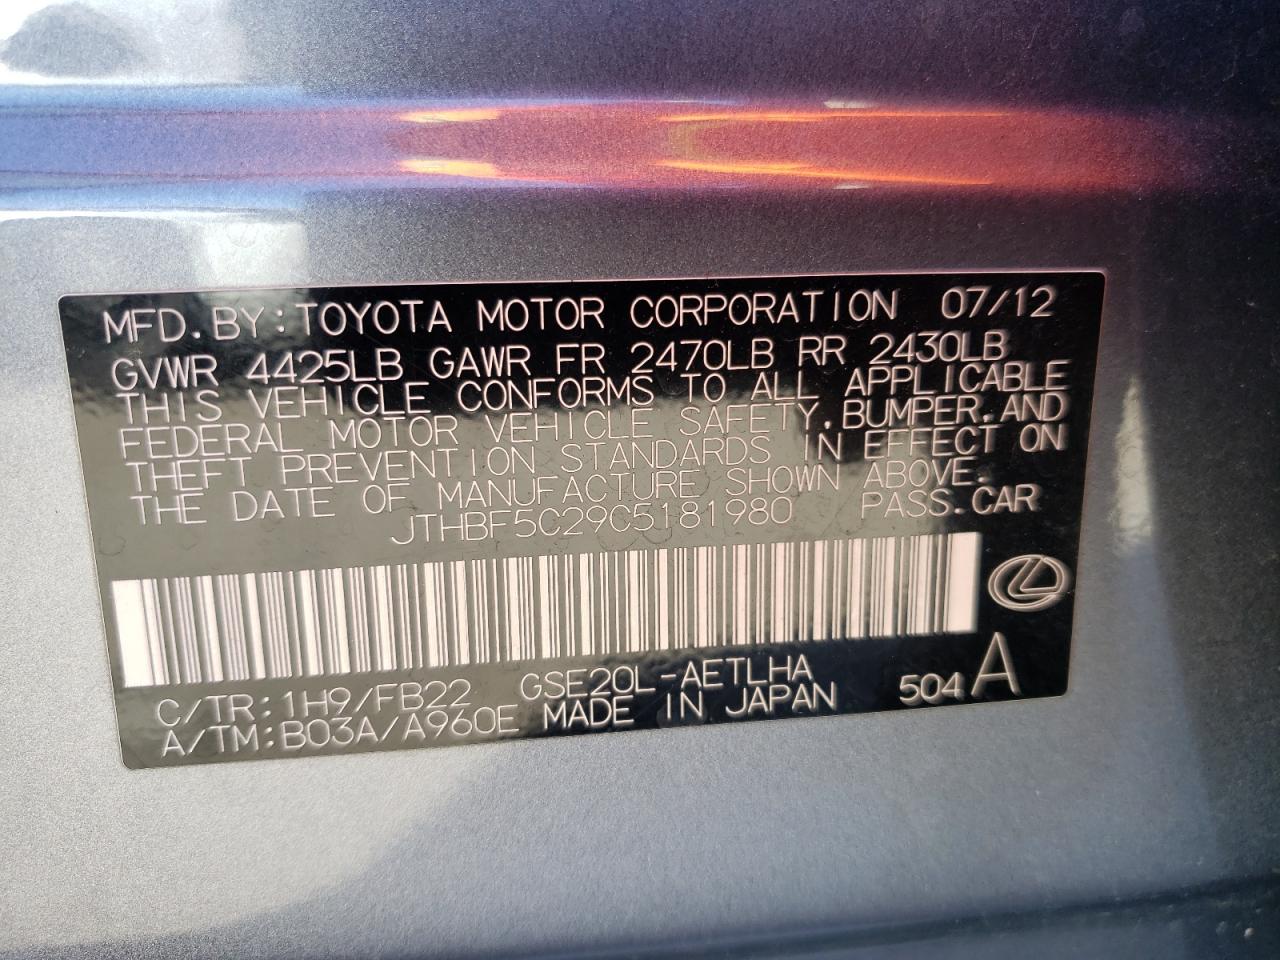 MFD.BY:TOYOTA MOTOR CORPORATION 07/12
GVWR 4425LB GAWR FR 2470LB RR 2430LB
THIS VEHICLE CONFORMS TO ALL APPLICABLE
FEDERAL MOTOR VEHICLE SAFETY,BUMPER,AND
THEFT PREVENTION STANDARDS IN EFFECT ON
THE DATE OF MANUFACTURE SHOWN ABOVE.
JTHBF5C29C5181980 PASS.CAR
C/TR:1H9/FB22 GSE20L-AETLHA
A/TM:B03A/A960E MADE IN JAPAN 504 A